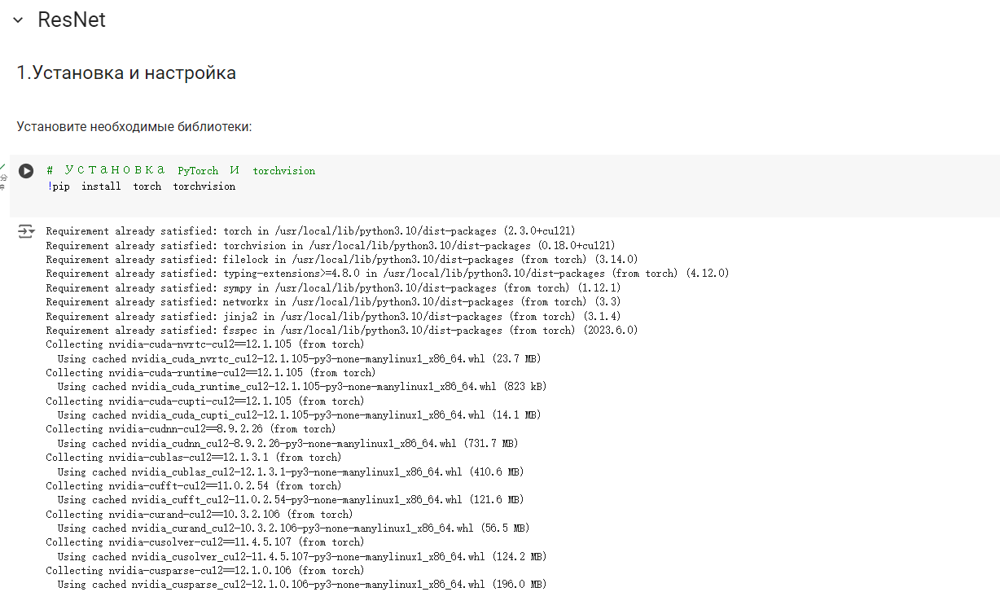 ResNet
1.Установка и настройка
Установите необходимые библиотеки:
# Установка PyTorch и torchvision
!pip install torch torchvision
分
Requirement already satisfied: torch in /usr/local/lib/python3.10/dist-packages (2.3.0+cu121)
Requirement already satisfied: torchvision in /usr/local/lib/python3.10/dist-packages (0.18.0+cu121)
Requirement already satisfied: filelock in /usr/local/lib/python3.10/dist-packages (from torch) (3.14.0)
Requirement already satisfied: typing-extensions>=4.8.0 in /usr/local/lib/python3.10/dist-packages (from torch) (4.12.0)
Requirement already satisfied: sympy in /usr/local/lib/python3.10/dist-packages (from torch) (1.12.1)
Requirement already satisfied: networkx in /usr/local/lib/python3.10/dist-packages (from torch) (3.3)
Requirement already satisfied: jinja2 in /usr/local/lib/python3.10/dist-packages (from torch) (3.1.4)
Requirement already satisfied: fsspec in /usr/local/lib/python3.10/dist-packages (from torch) (2023.6.0)
Collecting nvidia-cuda-nvrtc-cu12==12.1.105 (from torch)
Using cached nvidia_cuda_nvrtc_cu12-12.1.105-py3-none-manylinux1_x86_64.whl (23.7 MB)
Collecting nvidia-cuda-runtime-cu12==12.1.105 (from torch)
Using cached nvidia_cuda_runtime_cu12-12.1.105-py3-none-manylinux1_x86_64.whl (823 kB)
Collecting nvidia-cuda-cupti-cu12==12.1.105 (from torch)
Using cached nvidia_cuda_cupti_cu12-12.1.105-py3-none-manylinux1_x86_64.whl (14.1 MB)
Collecting nvidia-cudnn-cu12==8.9.2.26 (from torch)
Using cached nvidia_cudnn_cu12-8.9.2.26-py3-none-manylinux1_x86_64.whl (731.7 MB)
Collecting nvidia-cublas-cu12==12.1.3.1 (from torch)
Using cached nvidia_cublas_cu12-12.1.3.1-py3-none-manylinux1_x86_64.whl (410.6 MB)
Collecting nvidia-cufft-cu12==11.0.2.54 (from torch)
Using cached nvidia_cufft_cu12-11.0.2.54-py3-none-manylinux1_x86_64.whl (121.6 MB)
Collecting nvidia-curand-cu12==10.3.2.106 (from torch)
Using cached nvidia_curand_cu12-10.3.2.106-py3-none-manylinux1_x86_64.whl (56.5 MB)
Collecting nvidia-cusolver-cu12==11.4.5.107 (from torch)
Using cached nvidia_cusolver_cu12-11.4.5.107-py3-none-manylinux1_x86_64.whl (124.2 MB)
Collecting nvidia-cusparse-cu12==12.1.0.106 (from torch)
Using cached nvidia_cusparse_cu12-12.1.0.106-py3-none-manylinux1_x86_64.whl (196.0 MB)